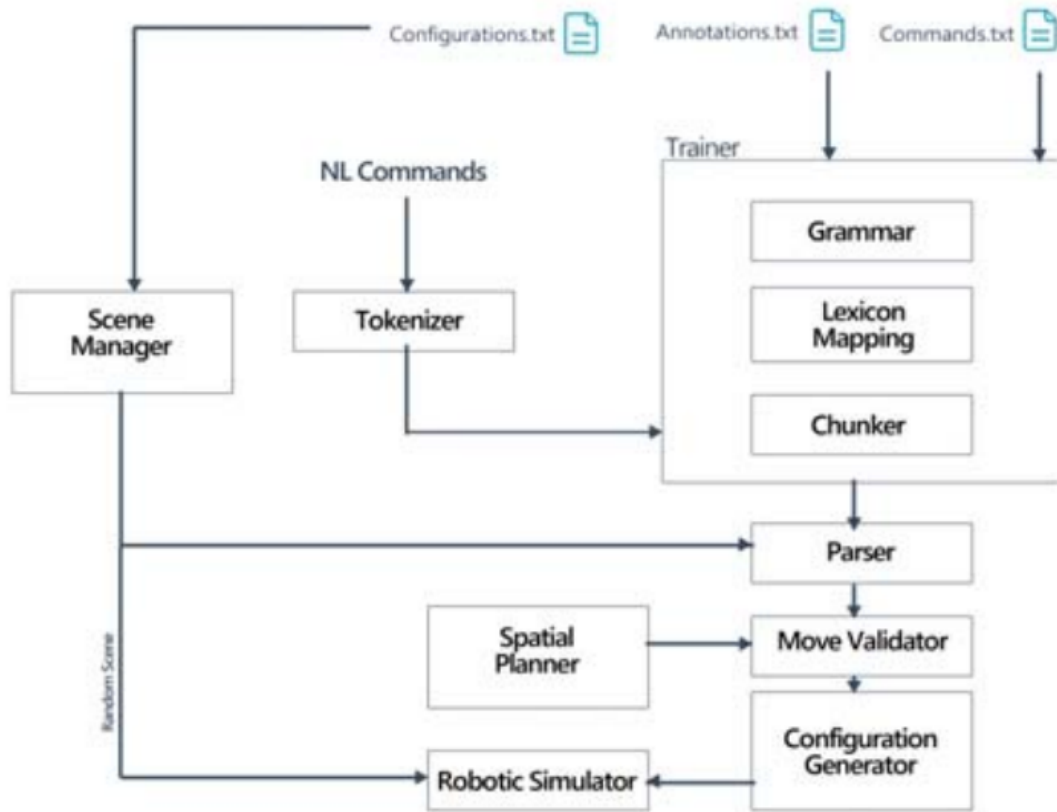 Configurations.txt
Annotations.txt
Commands.txt
Trainer
NL Commands
Grammar
Scene
Manager
Tokenizer
Lexicon
Mapping
Chunker
Parser
Random Scene
Spatial
Planner
Move Validator
Configuration
Generator
Robotic Simulator